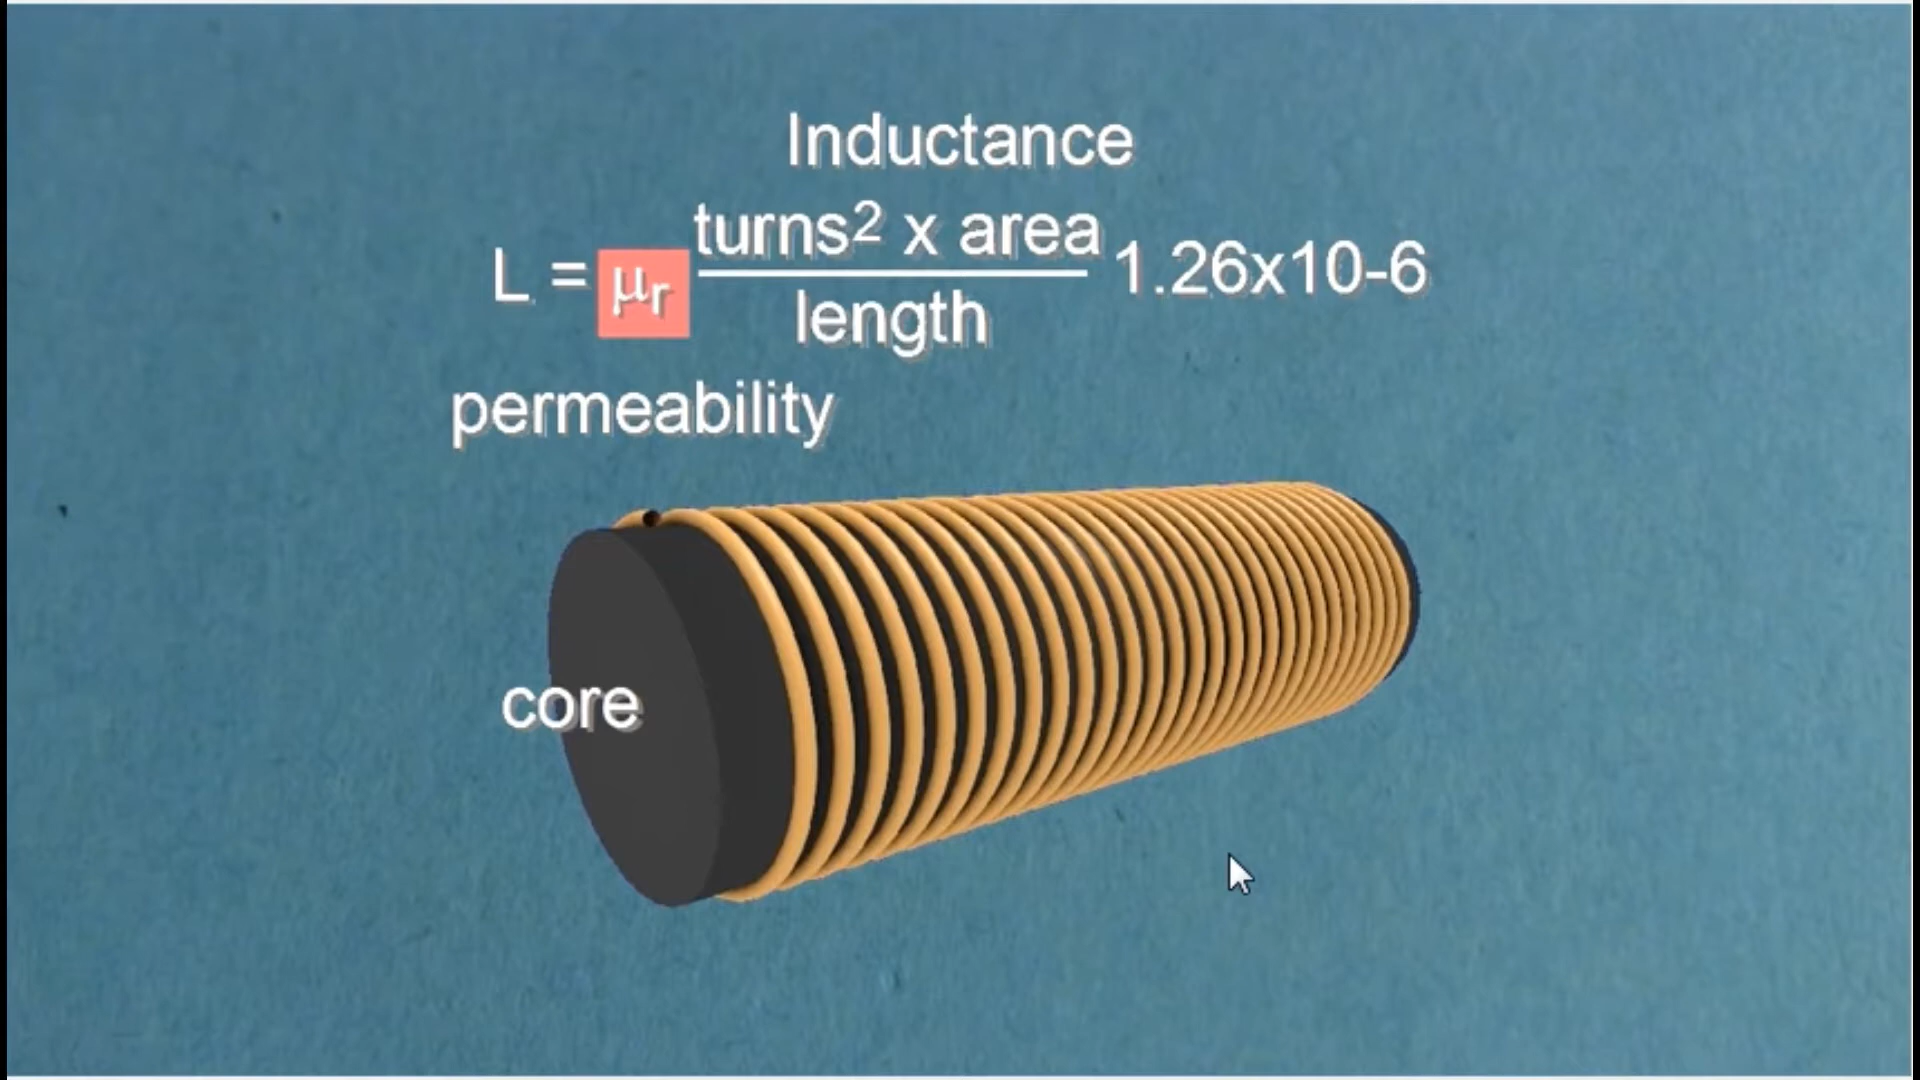 Inductance
L = μr turns² x area / length 1.26x10-6
permeability
core